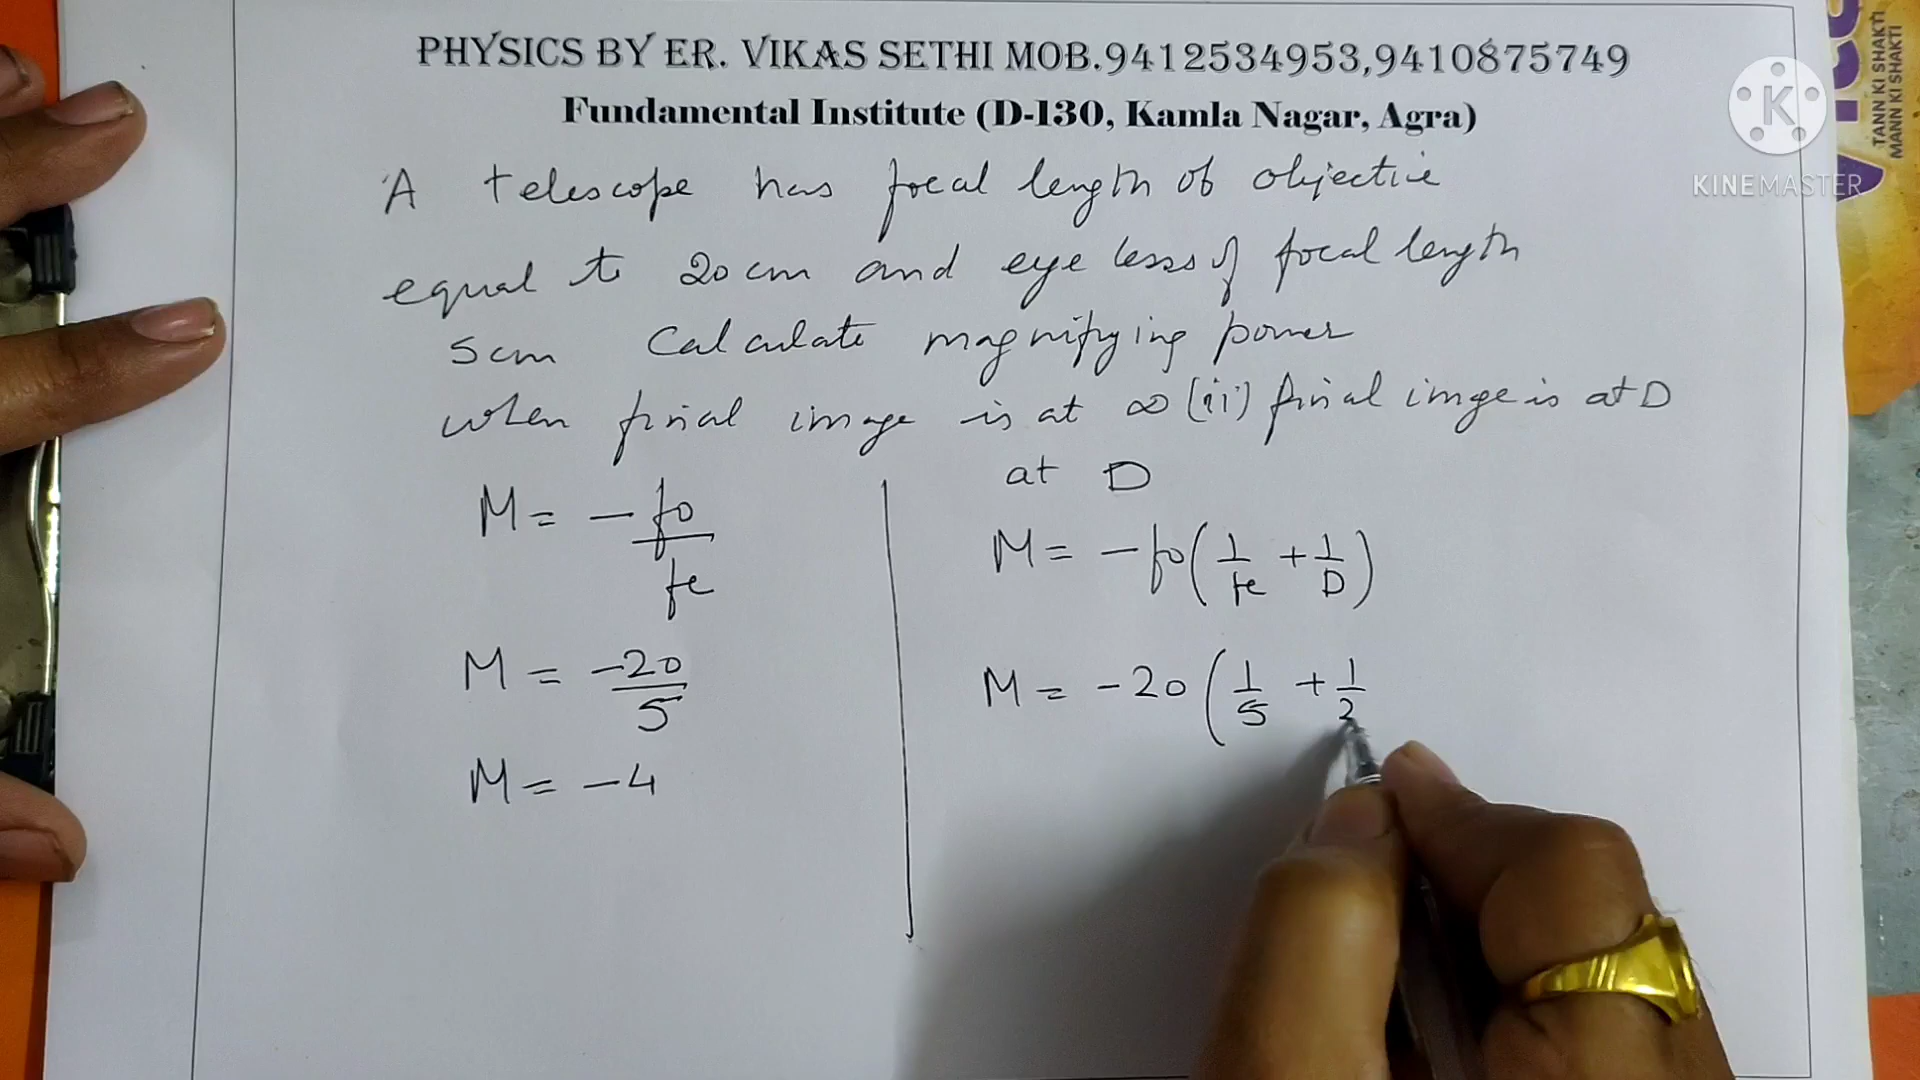 PHYSICS BY ER. VIKAS SETHI MOB.9412534953,9410875749
Fundamental Institute (D-130, Kamla Nagar, Agra)
K
KINEMASTER
TANN KI SHAKTI
MANN KI SHAKTI
A telescope has focal length of objective
equal to 20 cm and eye less of focal length
5cm Calculate magnifying power
when final image is at ∞ (ii) final imge is at D
at D
M = - fo/fe
M = -20/5
M = -4
M = -fo(1/fe + 1/D)
M = -20 (1/5 + 1/2